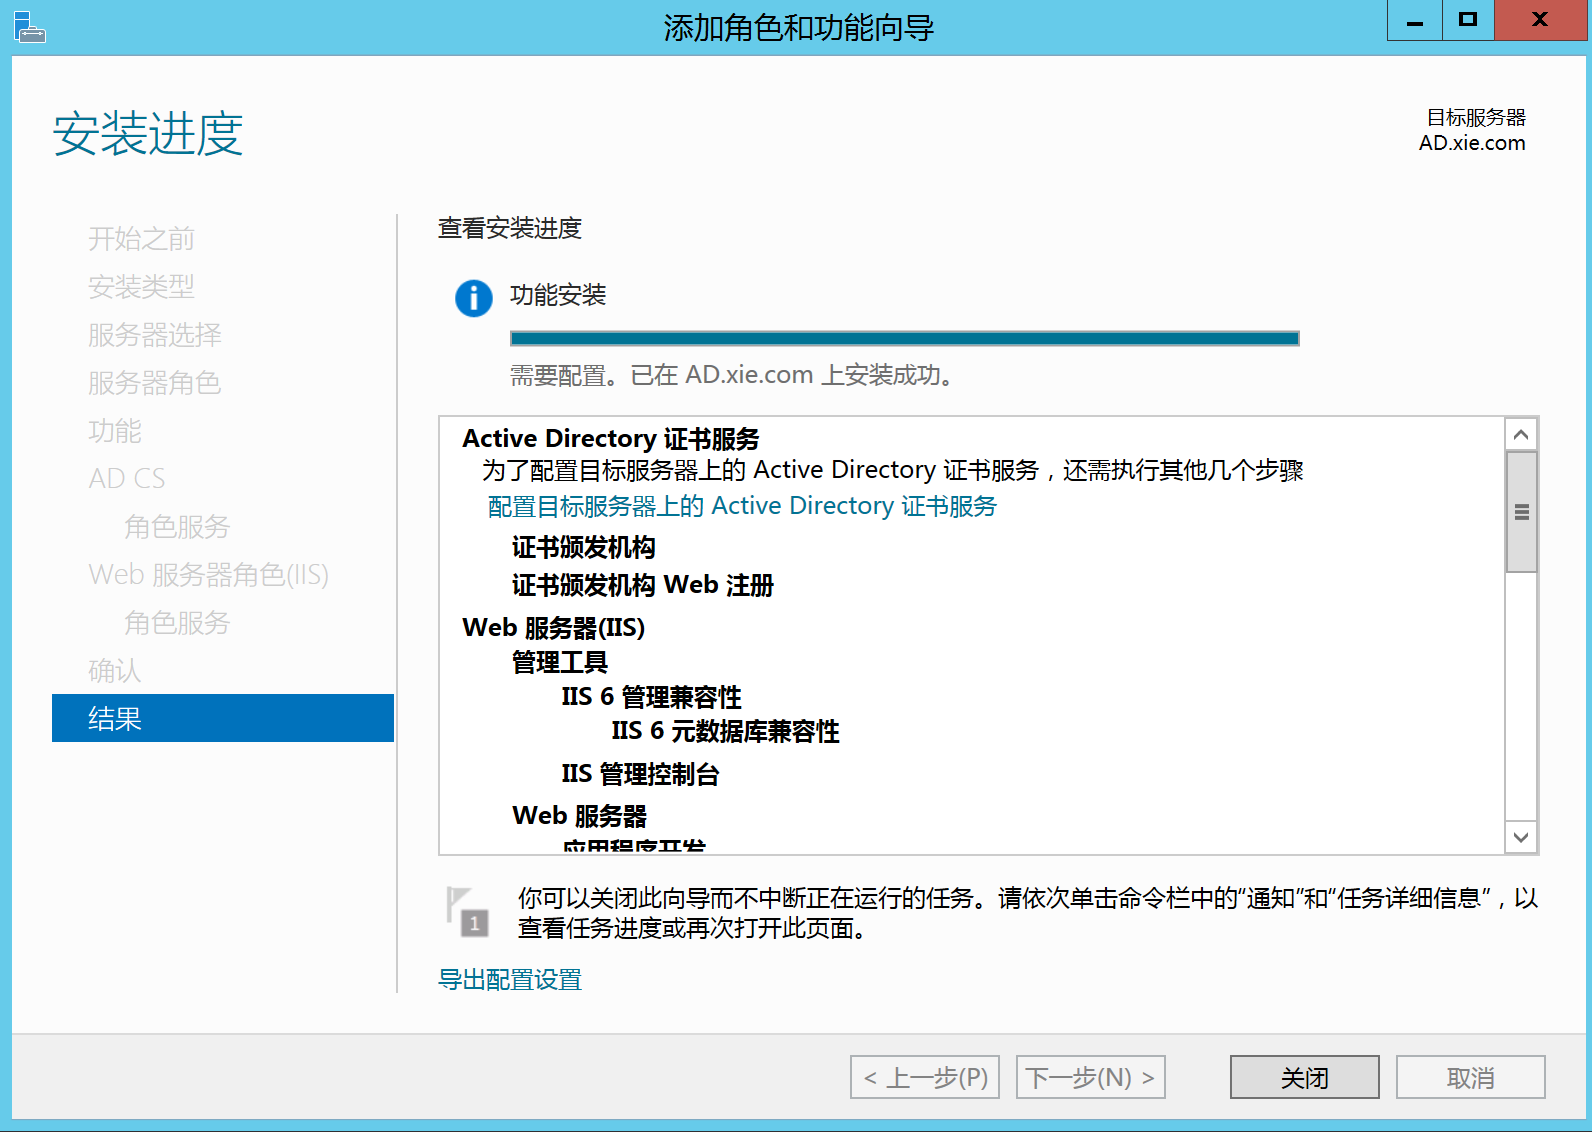 添加角色和功能向导
安装进度
目标服务器
AD.xie.com
开始之前
安装类型
服务器选择
服务器角色
功能
AD CS
角色服务
Web 服务器角色(IIS)
角色服务
确认
结果
查看安装进度
功能安装
需要配置。已在 AD.xie.com 上安装成功。
Active Directory 证书服务
为了配置目标服务器上的 Active Directory 证书服务，还需执行其他几个步骤
配置目标服务器上的 Active Directory 证书服务
证书颁发机构
证书颁发机构 Web 注册
Web 服务器(IIS)
管理工具
IIS 6 管理兼容性
IIS 6 元数据库兼容性
IIS 管理控制台
Web 服务器
应用程序开发
1
你可以关闭此向导而不中断正在运行的任务。请依次单击命令栏中的“通知”和“任务详细信息”，以
查看任务进度或再次打开此页面。
导出配置设置
< 上一步(P)
下一步(N) >
关闭
取消